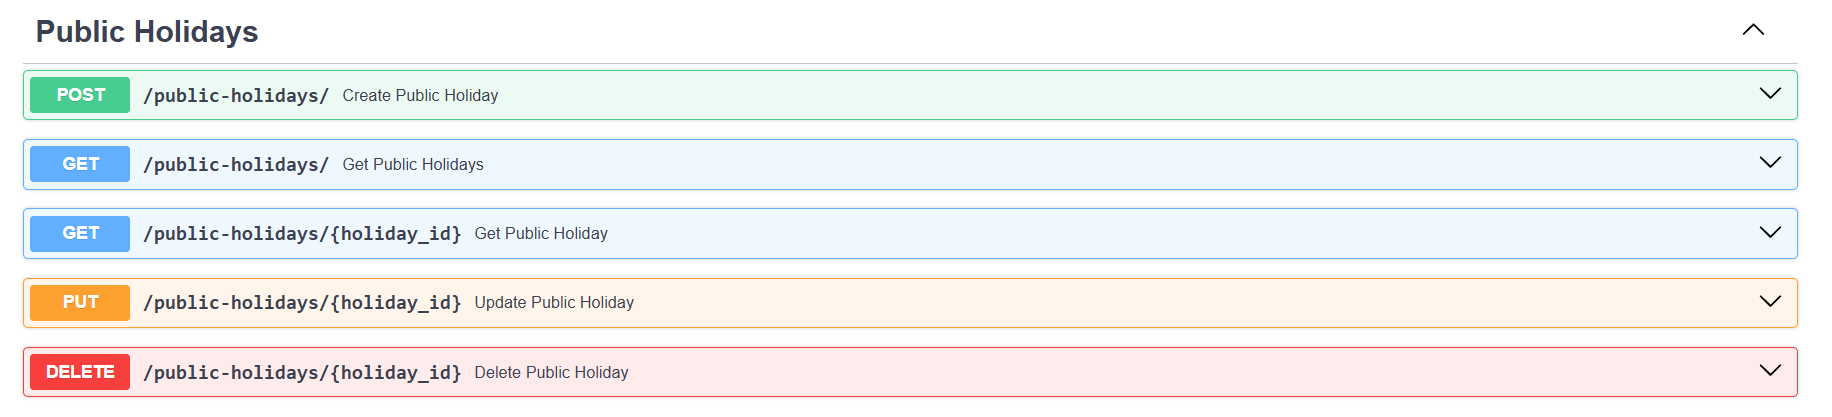 Public Holidays
POST /public-holidays/ Create Public Holiday
GET /public-holidays/ Get Public Holidays
GET /public-holidays/{holiday_id} Get Public Holiday
PUT /public-holidays/{holiday_id} Update Public Holiday
DELETE /public-holidays/{holiday_id} Delete Public Holiday